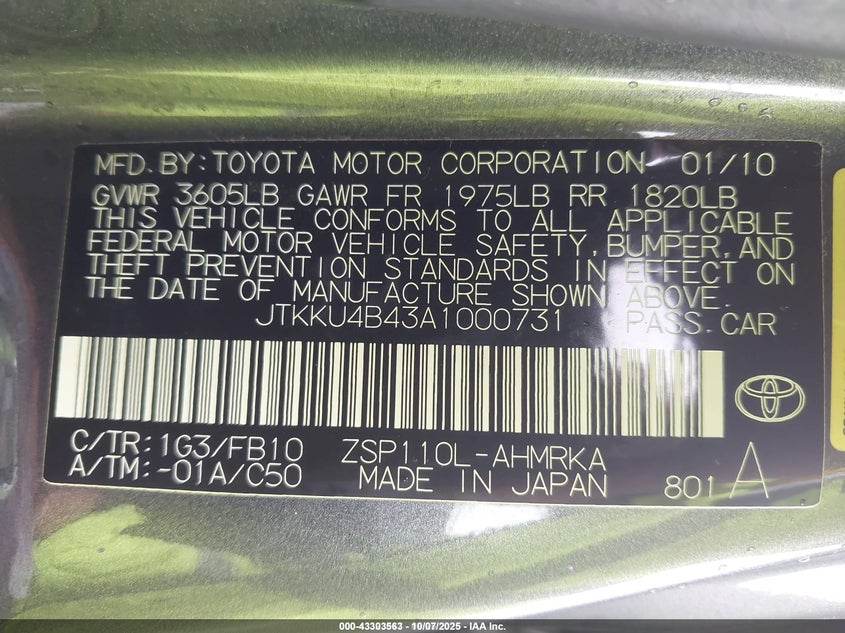 MFD. BY: TOYOTA MOTOR CORPORATION 01/10
GVWR 3605LB GAWR FR 1975LB RR 1820LB
THIS VEHICLE CONFORMS TO ALL APPLICABLE
FEDERAL MOTOR VEHICLE SAFETY, BUMPER, AND
THEFT PREVENTION STANDARDS IN EFFECT ON
THE DATE OF MANUFACTURE SHOWN ABOVE.
JTKKU4B43A1000731 PASS. CAR
C/TR: 1G3/FB10 ZSP110L-AHMRKA
A/TM: -01A/C50 MADE IN JAPAN 801 A
000-43303563 - 10/07/2025 - IAA Inc.